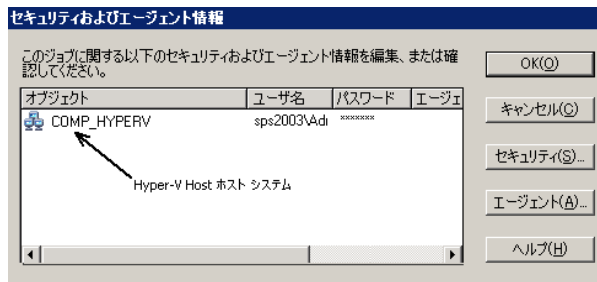 セキュリティおよびエージェント情報
このジョブに関する以下のセキュリティおよびエージェント情報を編集、または確
認してください。
OK(O)
オブジェクト ユーザ名 パスワード エージェ
キャンセル(C)
COMP_HYPERV sps2003\Adı ×××××××
セキュリティ(S)...
Hyper-V Host ホスト システム
エージェント(A)...
ヘルプ(H)